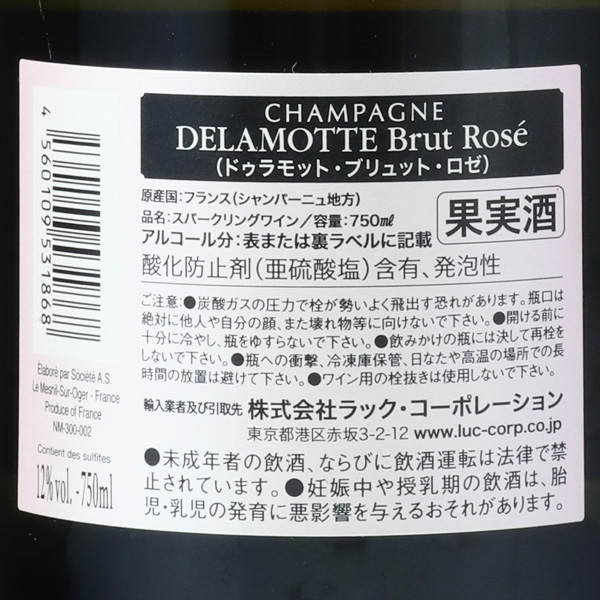 CHAMPAGNE
DELAMOTTE Brut Rosé
(ドゥラモット・ブリュット・ロゼ)
原産国:フランス(シャンパーニュ地方)
品名:スパークリングワイン/容量:750㎖
アルコール分:表または裏ラベルに記載
果実酒
酸化防止剤(亜硫酸塩)含有、発泡性
ご注意:●炭酸ガスの圧力で栓が勢いよく飛出す恐れがあります。瓶口は
絶対に他人や自分の顔、また壊れ物等に向けないで下さい。●開ける前に
十分に冷やし、瓶をゆすらないで下さい。●飲みかけの瓶には決して再栓を
しないで下さい。●瓶への衝撃、冷凍庫保管、日なたや高温の場所での長
時間の放置は避けて下さい。●ワイン用の栓抜きは使用しないで下さい。
輸入業者及び引取先 株式会社ラック・コーポレーション
東京都港区赤坂3-2-12 www.luc-corp.co.jp
●未成年者の飲酒、ならびに飲酒運転は法律で禁
止されています。●妊娠中や授乳期の飲酒は、胎
児・乳児の発育に悪影響を与えるおそれがあります。
4 560109 531868
Élaboré par Société A.S.
Le Mesnil-Sur-Oger - France
Produce of France
NM-300-002
Contient des sulfites
12% vol. - 750ml